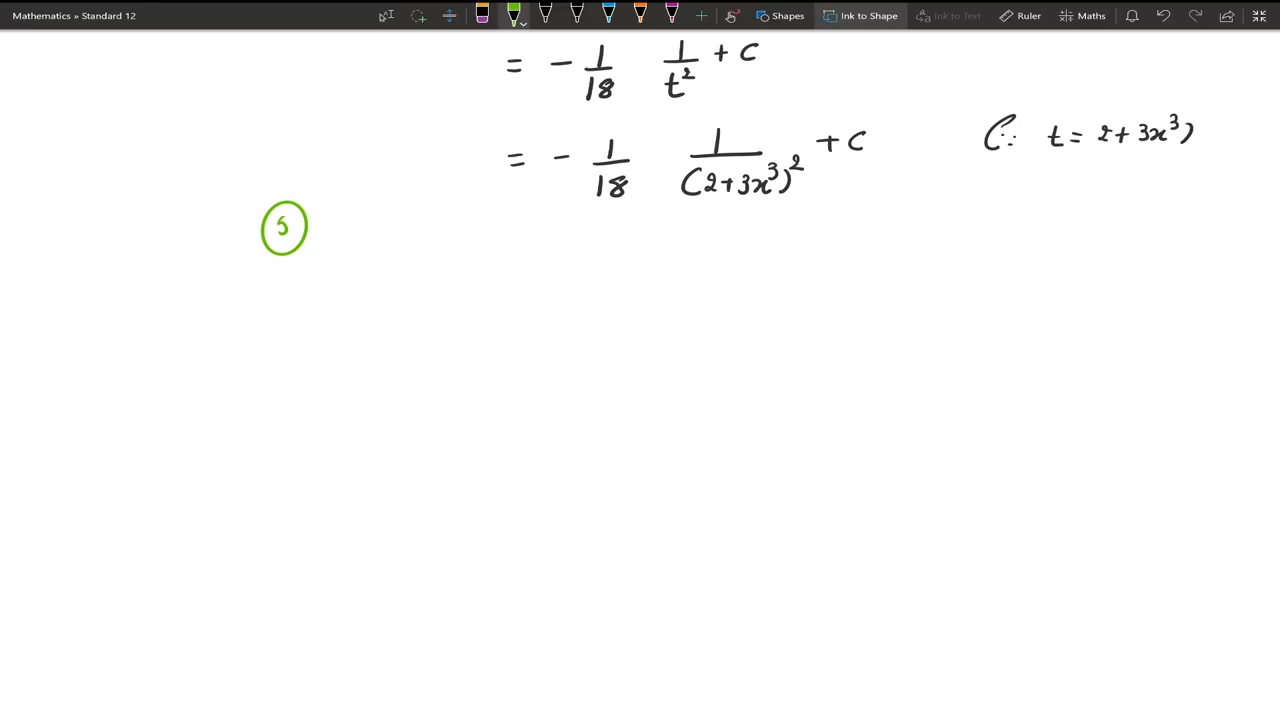 Mathematics » Standard 12
Shapes Ink to Shape Ink to Text Ruler Maths
= - 1/18 1/t² + c
= - 1/18 1/(2+3x³)² + c (∵ t = 2 + 3x³)
5